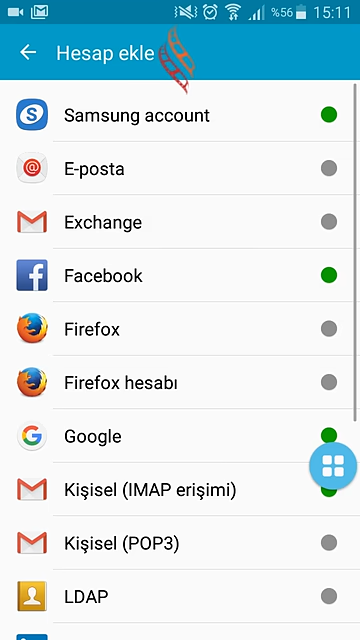 %56 15:11
Hesap ekle
Samsung account
E-posta
Exchange
Facebook
Firefox
Firefox hesabı
Google
Kişisel (IMAP erişimi)
Kişisel (POP3)
LDAP